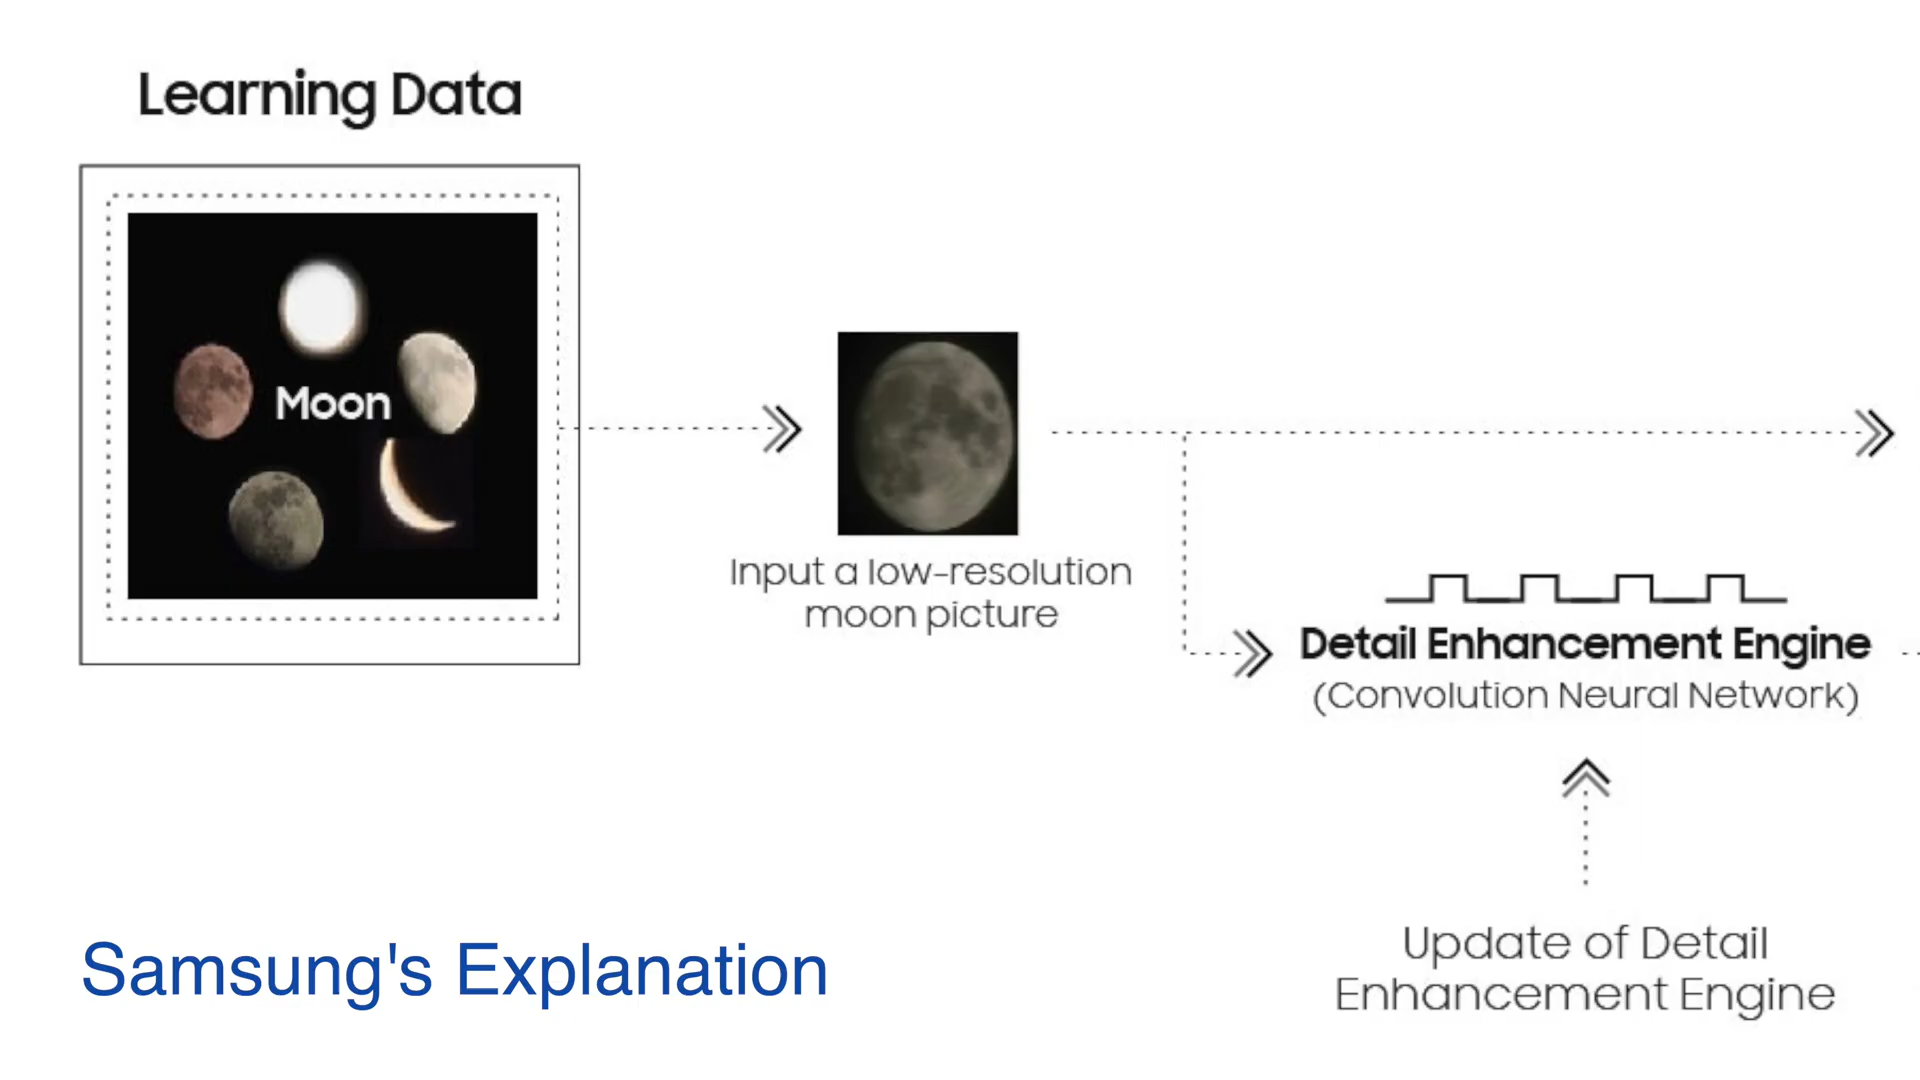 Learning Data
Moon
Input a low-resolution
moon picture
Detail Enhancement Engine
(Convolution Neural Network)
Update of Detail
Enhancement Engine
Samsung's Explanation